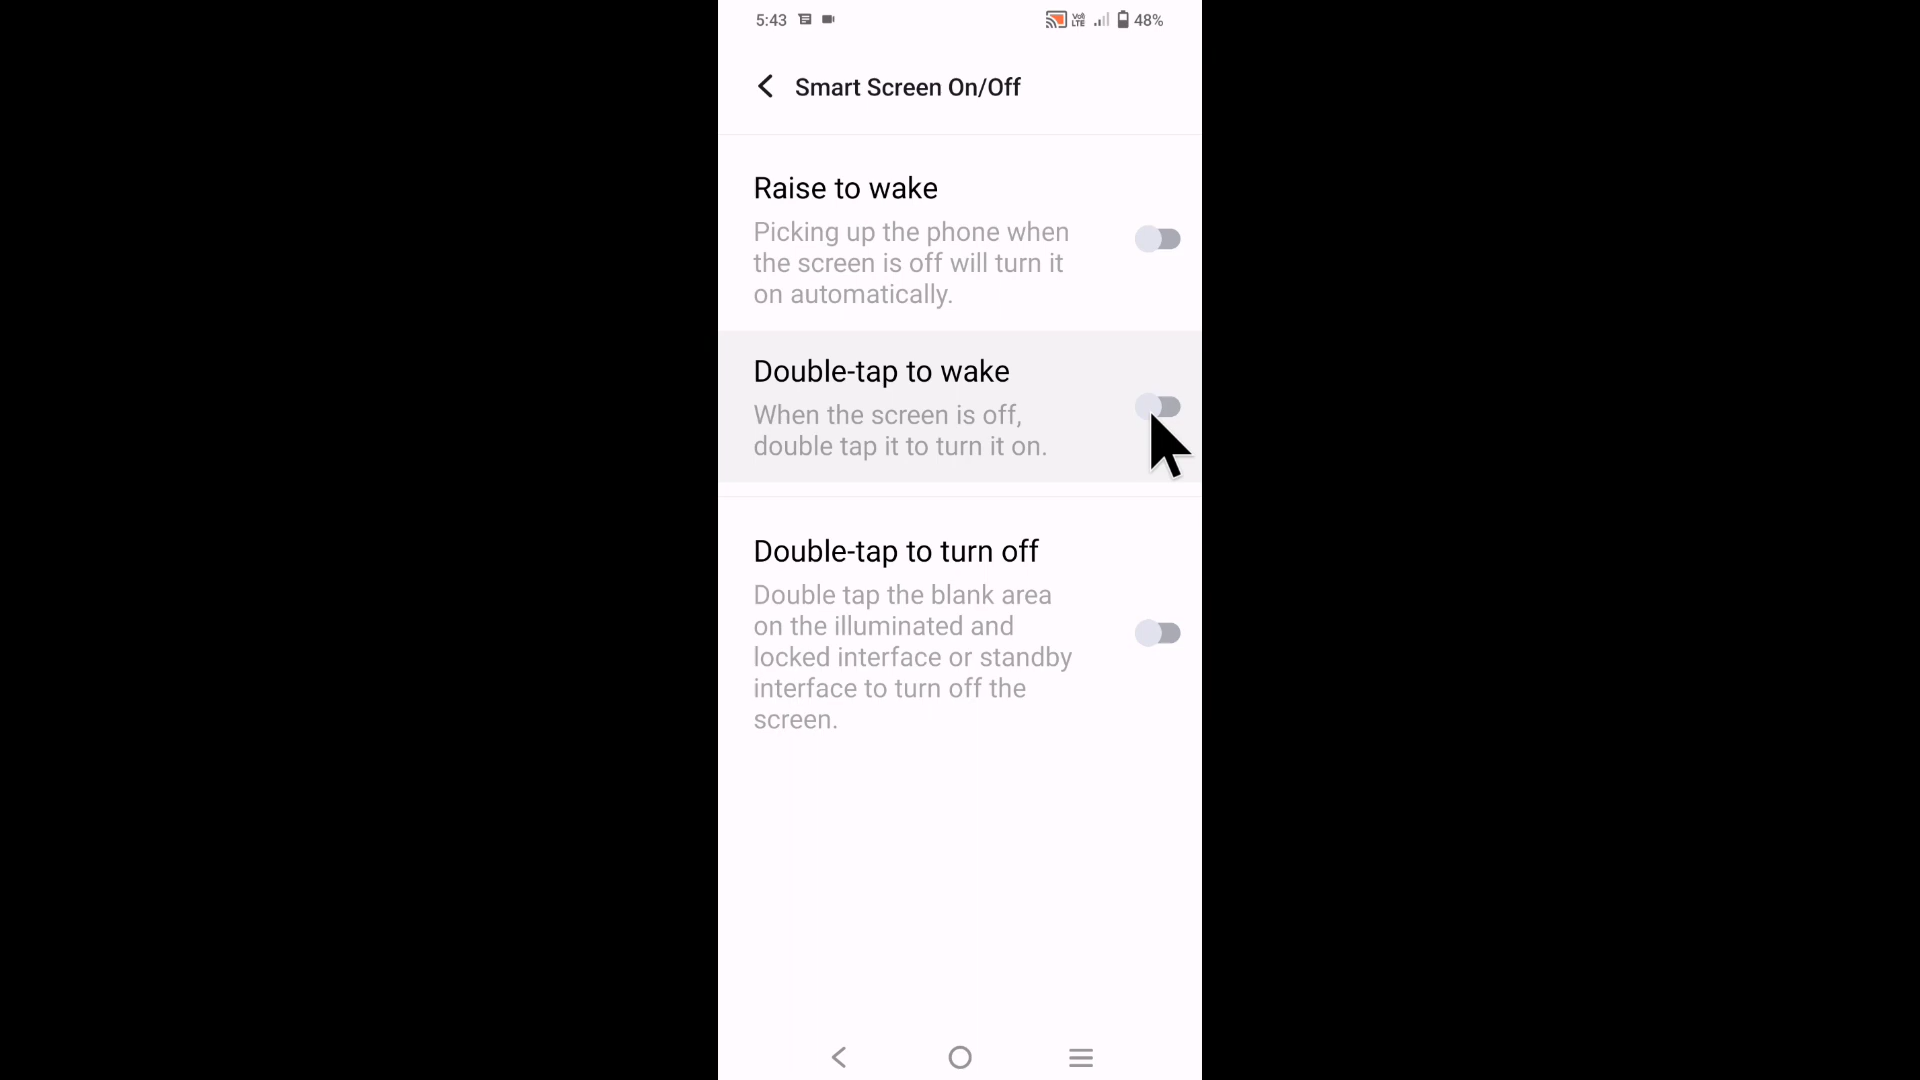 5:43 Vo) LTE 48%
Smart Screen On/Off
Raise to wake
Picking up the phone when
the screen is off will turn it
on automatically.
Double-tap to wake
When the screen is off,
double tap it to turn it on.
Double-tap to turn off
Double tap the blank area
on the illuminated and
locked interface or standby
interface to turn off the
screen.